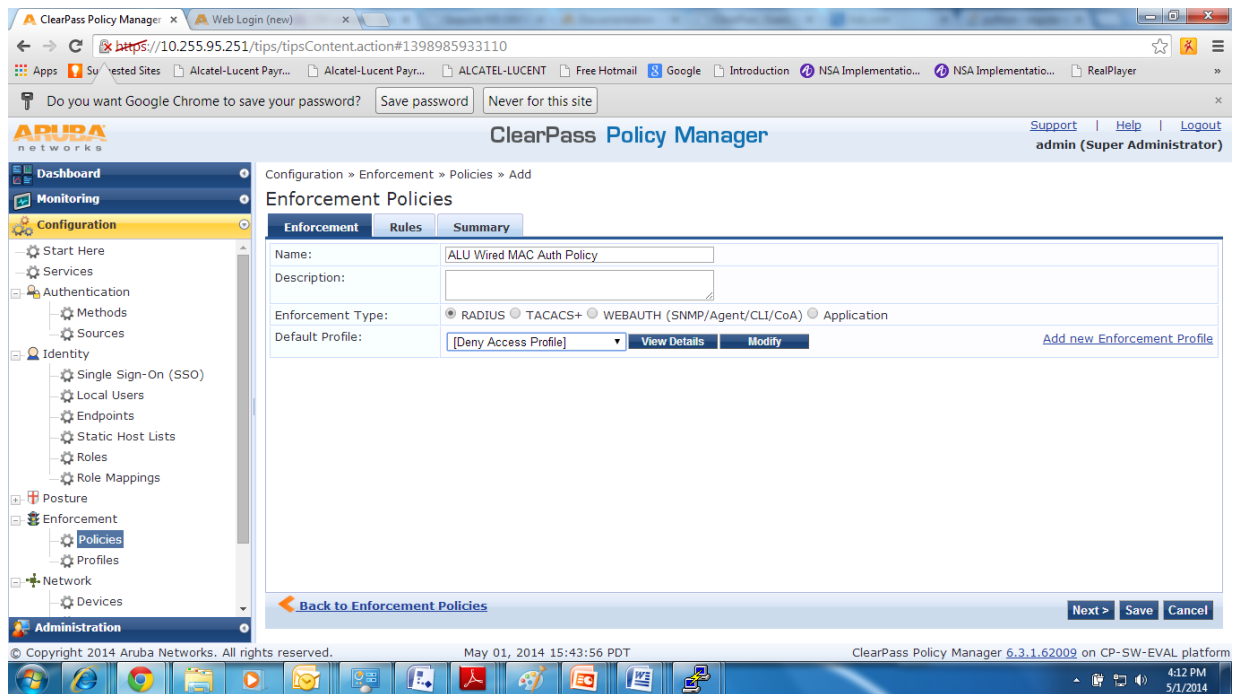 ClearPass Policy Manager × Web Login (new) ×
https://10.255.95.251/tips/tipsContent.action#1398985933110
Apps Alcatel-Lucent Payr... Alcatel-Lucent Payr... ALCATEL-LUCENT Free Hotmail Google Introduction NSA Implementatio... NSA Implementatio... RealPlayer »
Do you want Google Chrome to save your password? Save password Never for this site ×
ARUBA
networks
ClearPass Policy Manager
Support | Help | Logout
admin (Super Administrator)
Dashboard
Monitoring
Configuration
Start Here
Services
Authentication
Methods
Sources
Identity
Single Sign-On (SSO)
Local Users
Endpoints
Static Host Lists
Roles
Role Mappings
Posture
Enforcement
Policies
Profiles
Network
Devices
Administration
Configuration » Enforcement » Policies » Add
Enforcement Policies
Enforcement Rules Summary
Name: ALU Wired MAC Auth Policy
Description:
Enforcement Type: RADIUS TACACS+ WEBAUTH (SNMP/Agent/CLI/CoA) Application
Default Profile: [Deny Access Profile] View Details Modify Add new Enforcement Profile
Back to Enforcement Policies
Next > Save Cancel
© Copyright 2014 Aruba Networks. All rights reserved. May 01, 2014 15:43:56 PDT ClearPass Policy Manager 6.3.1.62009 on CP-SW-EVAL platform
4:12 PM
5/1/2014